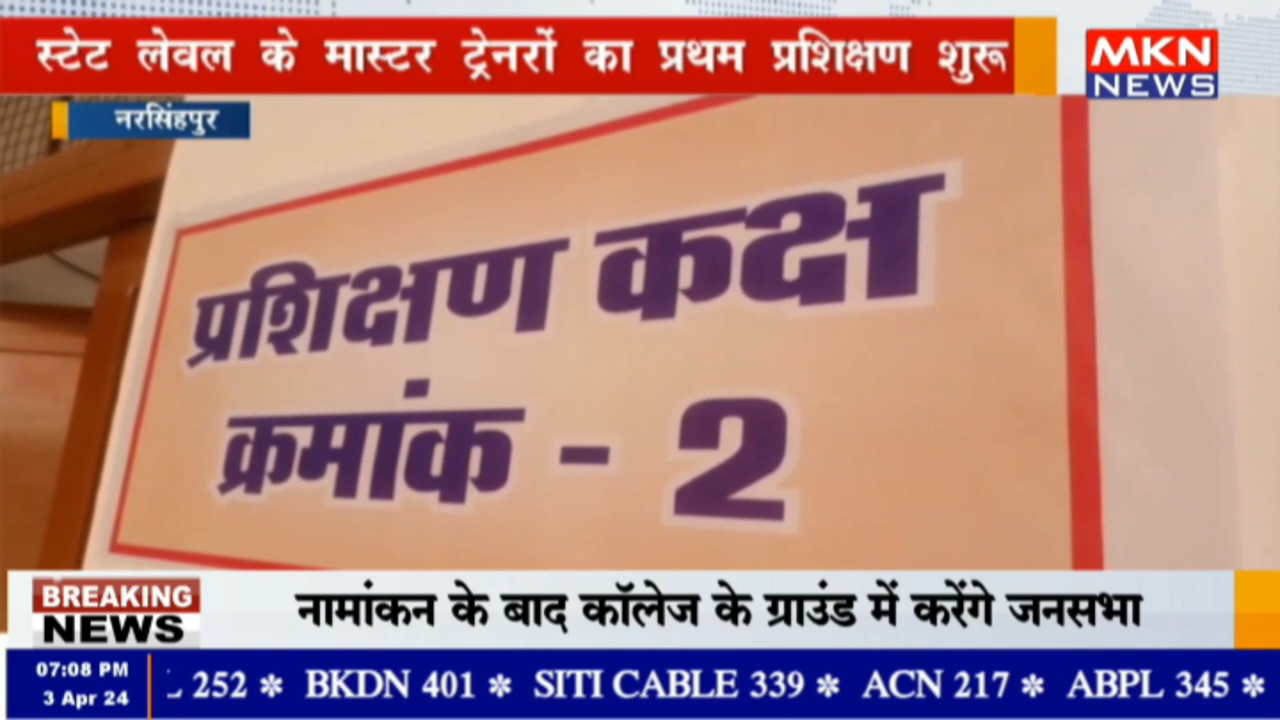 स्टेट लेवल के मास्टर ट्रेनरों का प्रथम प्रशिक्षण शुरू
MKN
NEWS
नरसिंहपुर
प्रशिक्षण कक्ष
क्रमांक - 2
BREAKING
NEWS
नामांकन के बाद कॉलेज के ग्राउंड में करेंगे जनसभा
07:08 PM
3 Apr 24
252 ✻ BKDN 401 ✻ SITI CABLE 339 ✻ ACN 217 ✻ ABPL 345 ✻